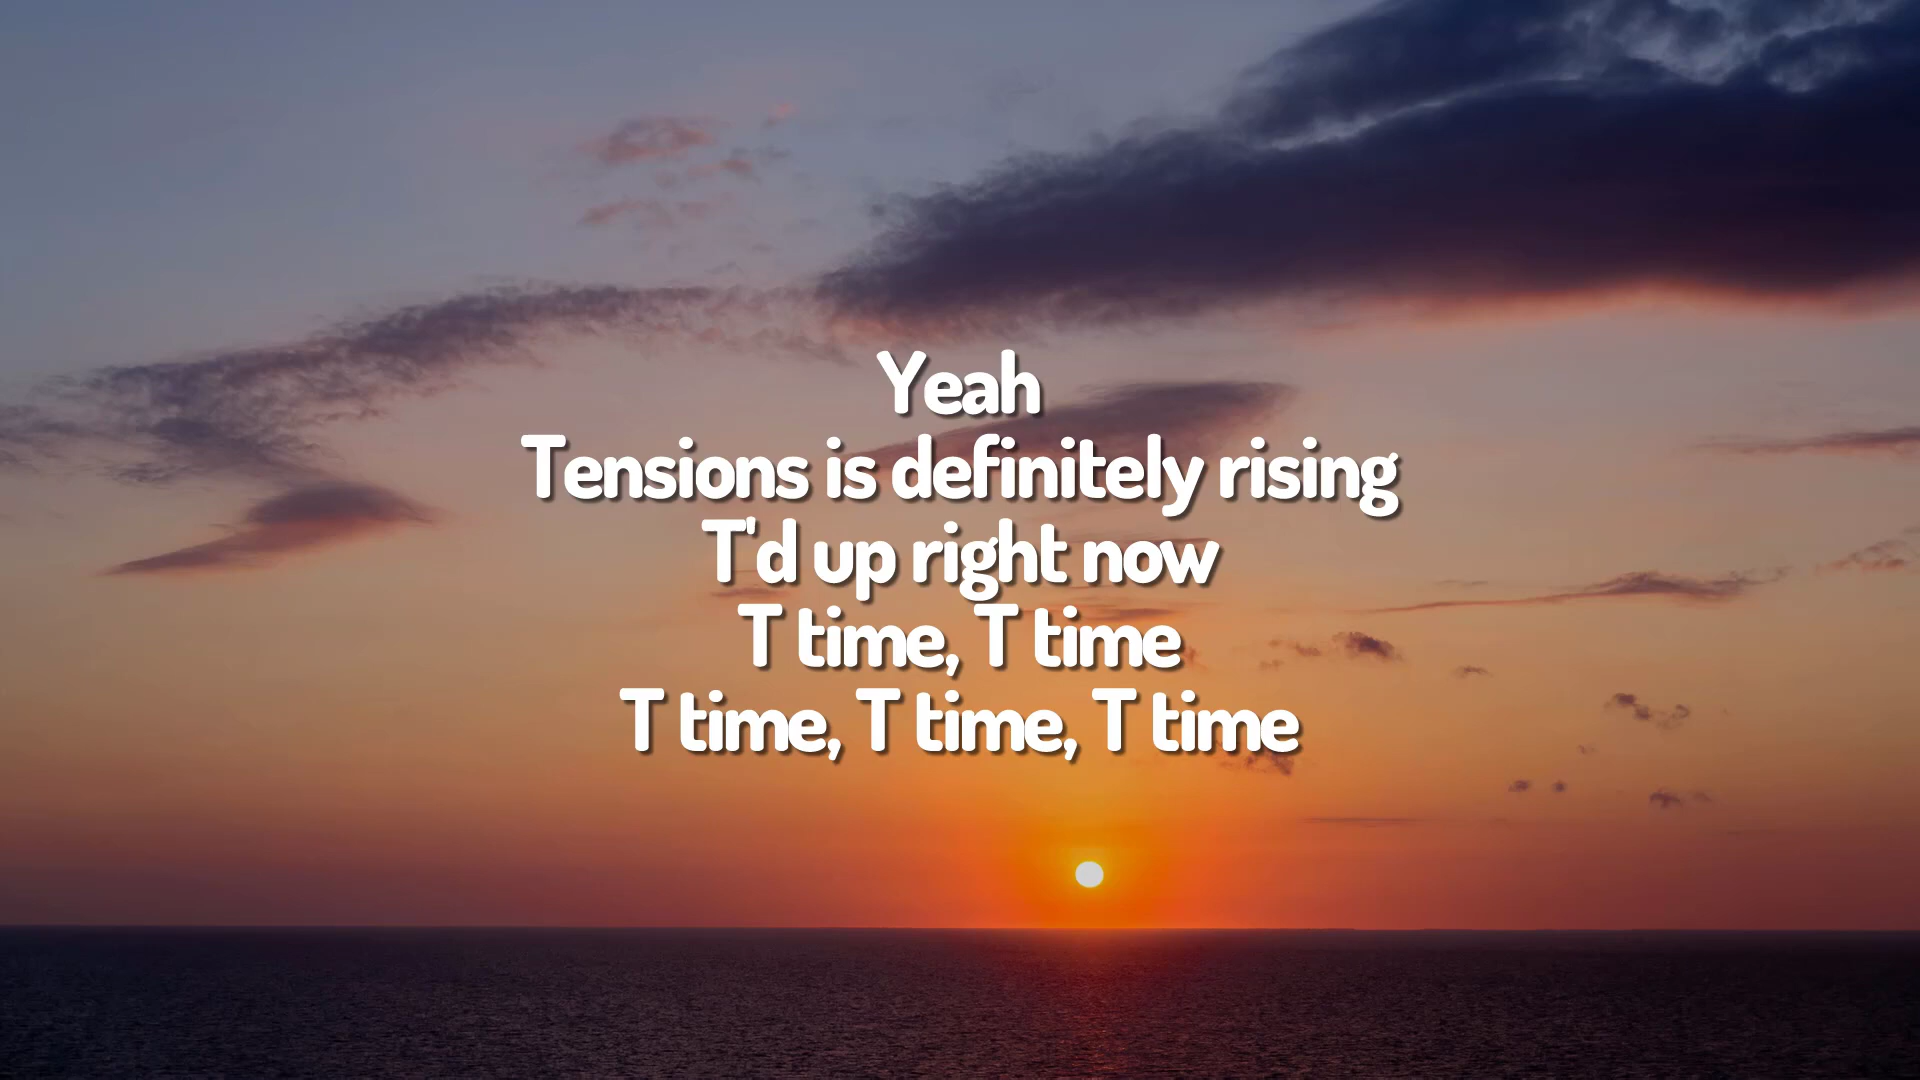 Yeah
Tensions is definitely rising
T'd up right now
T time, T time
T time, T time, T time